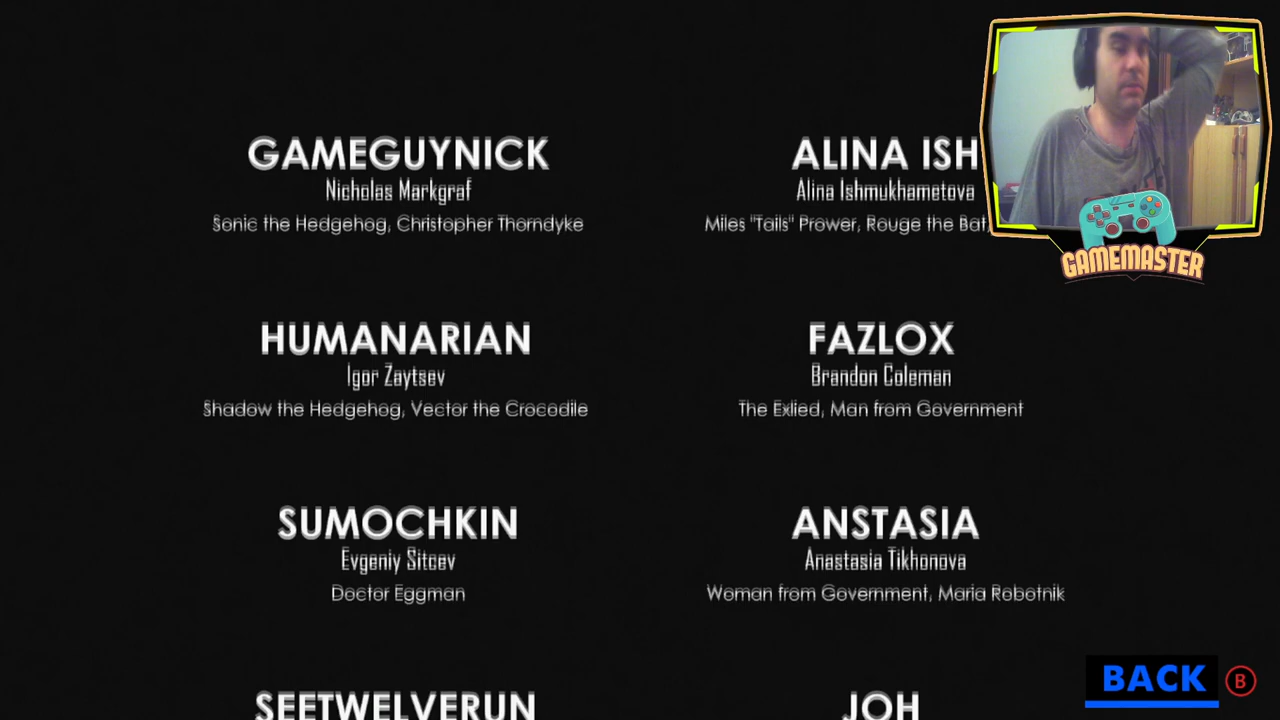 GAMEGUYNICK
Nicholas Markgraf
Sonic the Hedgehog, Christopher Thorndyke
ALINA ISH
Alina Ishmukhametova
Miles "Tails" Prower, Rouge the Bat,
GAMEMASTER
HUMANARIAN
Igor Zaytsev
Shadow the Hedgehog, Vector the Crocodile
FAZLOX
Brandon Coleman
The Exlied, Man from Government
SUMOCHKIN
Evgeniy Sitcev
Doctor Eggman
ANSTASIA
Anastasia Tikhonova
Woman from Government, Maria Robotnik
SEETWELVERUN
JOH
BACK B